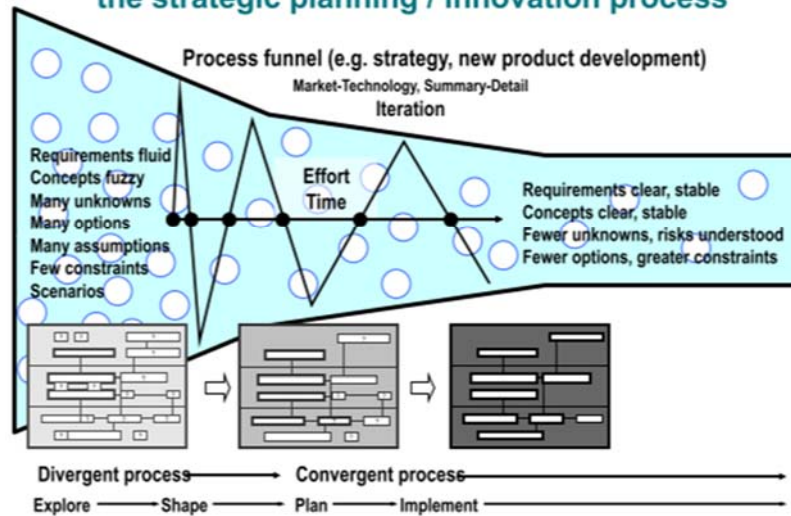 the strategic planning / innovation process
Process funnel (e.g. strategy, new product development)
Market-Technology, Summary-Detail
Iteration
Requirements fluid
Concepts fuzzy
Many unknowns
Many options
Many assumptions
Few constraints
Scenarios
Effort
Time
Requirements clear, stable
Concepts clear, stable
Fewer unknowns, risks understood
Fewer options, greater constraints
Divergent process
Convergent process
Explore
Shape
Plan
Implement